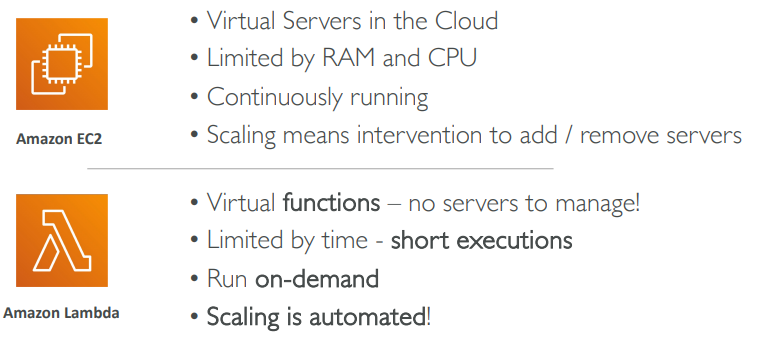 • Virtual Servers in the Cloud
• Limited by RAM and CPU
• Continuously running
• Scaling means intervention to add / remove servers
Amazon EC2
• Virtual functions – no servers to manage!
• Limited by time - short executions
• Run on-demand
• Scaling is automated!
Amazon Lambda